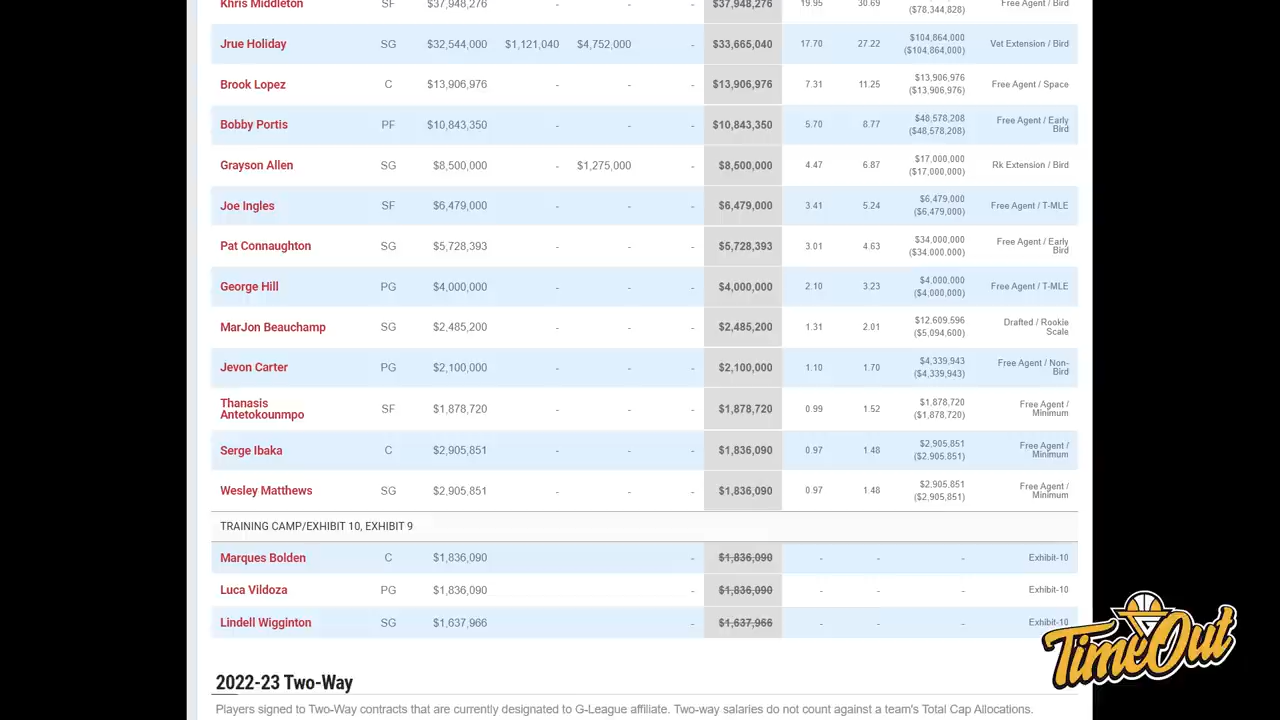 Khris Middleton SF $37,948,276 - - - $37,948,276 19.95 30.69 ($78,344,828) Free Agent / Bird
Jrue Holiday SG $32,544,000 $1,121,040 $4,752,000 - $33,665,040 17.70 27.22 $104,864,000 ($104,864,000) Vet Extension / Bird
Brook Lopez C $13,906,976 - - - $13,906,976 7.31 11.25 $13,906,976 ($13,906,976) Free Agent / Space
Bobby Portis PF $10,843,350 - - - $10,843,350 5.70 8.77 $48,578,208 ($48,578,208) Free Agent / Early Bird
Grayson Allen SG $8,500,000 - $1,275,000 - $8,500,000 4.47 6.87 $17,000,000 ($17,000,000) Rk Extension / Bird
Joe Ingles SF $6,479,000 - - - $6,479,000 3.41 5.24 $6,479,000 ($6,479,000) Free Agent / T-MLE
Pat Connaughton SG $5,728,393 - - - $5,728,393 3.01 4.63 $34,000,000 ($34,000,000) Free Agent / Early Bird
George Hill PG $4,000,000 - - - $4,000,000 2.10 3.23 $4,000,000 ($4,000,000) Free Agent / T-MLE
MarJon Beauchamp SG $2,485,200 - - - $2,485,200 1.31 2.01 $12,609,596 ($5,094,600) Drafted / Rookie Scale
Jevon Carter PG $2,100,000 - - - $2,100,000 1.10 1.70 $4,339,943 ($4,339,943) Free Agent / Non-Bird
Thanasis Antetokounmpo SF $1,878,720 - - - $1,878,720 0.99 1.52 $1,878,720 ($1,878,720) Free Agent / Minimum
Serge Ibaka C $2,905,851 - - - $1,836,090 0.97 1.48 $2,905,851 ($2,905,851) Free Agent / Minimum
Wesley Matthews SG $2,905,851 - - - $1,836,090 0.97 1.48 $2,905,851 ($2,905,851) Free Agent / Minimum
TRAINING CAMP/EXHIBIT 10, EXHIBIT 9
Marques Bolden C $1,836,090 - $1,836,090 - - - Exhibit-10
Luca Vildoza PG $1,836,090 - $1,836,090 - - - Exhibit-10
Lindell Wigginton SG $1,637,966 - $1,637,966 - - - Exhibit-10
TimeOut
2022-23 Two-Way
Players signed to Two-Way contracts that are currently designated to G-League affiliate. Two-way salaries do not count against a team's Total Cap Allocations.